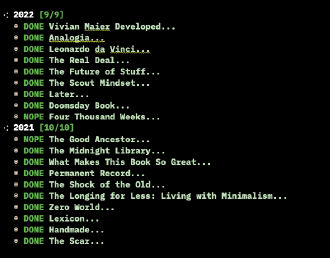 2022 [9/9]
* DONE Vivian Maier Developed...
* DONE Analogia...
* DONE Leonardo da Vinci...
* DONE The Real Deal...
* DONE The Future of Stuff...
* DONE The Scout Mindset...
* DONE Later...
* DONE Doomsday Book...
* NOPE Four Thousand Weeks...
2021 [10/10]
* NOPE The Good Ancestor...
* DONE The Midnight Library...
* DONE What Makes This Book So Great...
* DONE Permanent Record...
* DONE The Shock of the Old...
* DONE The Longing for Less: Living with Minimalism...
* DONE Zero World...
* DONE Lexicon...
* DONE Handmade...
* DONE The Scar...